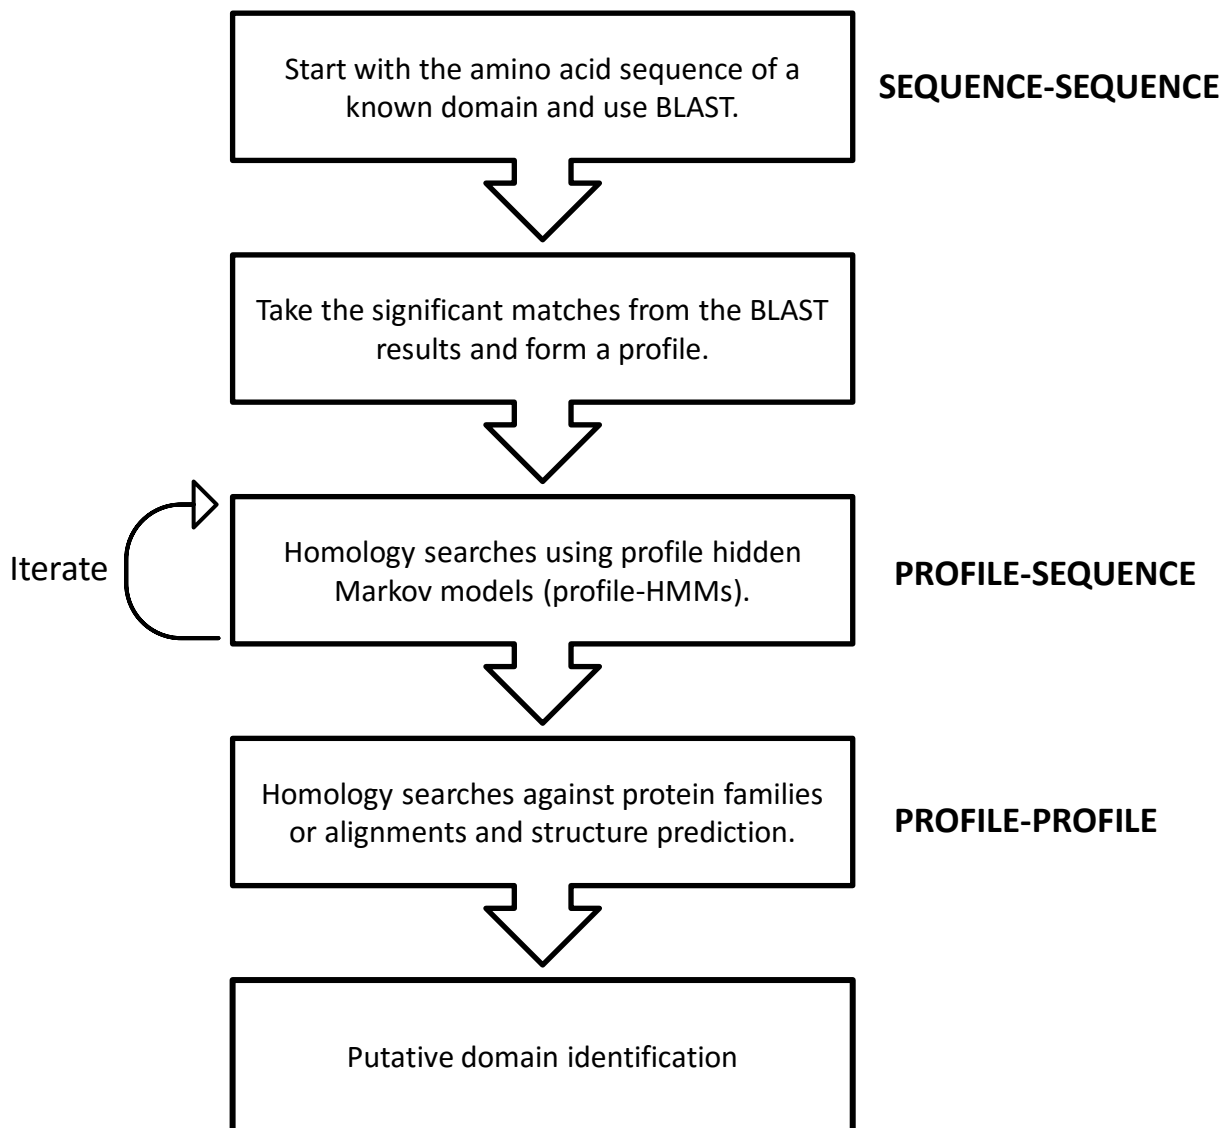 Start with the amino acid sequence of a
known domain and use BLAST.
SEQUENCE-SEQUENCE
Take the significant matches from the BLAST
results and form a profile.
Iterate
Homology searches using profile hidden
Markov models (profile-HMMs).
PROFILE-SEQUENCE
Homology searches against protein families
or alignments and structure prediction.
PROFILE-PROFILE
Putative domain identification